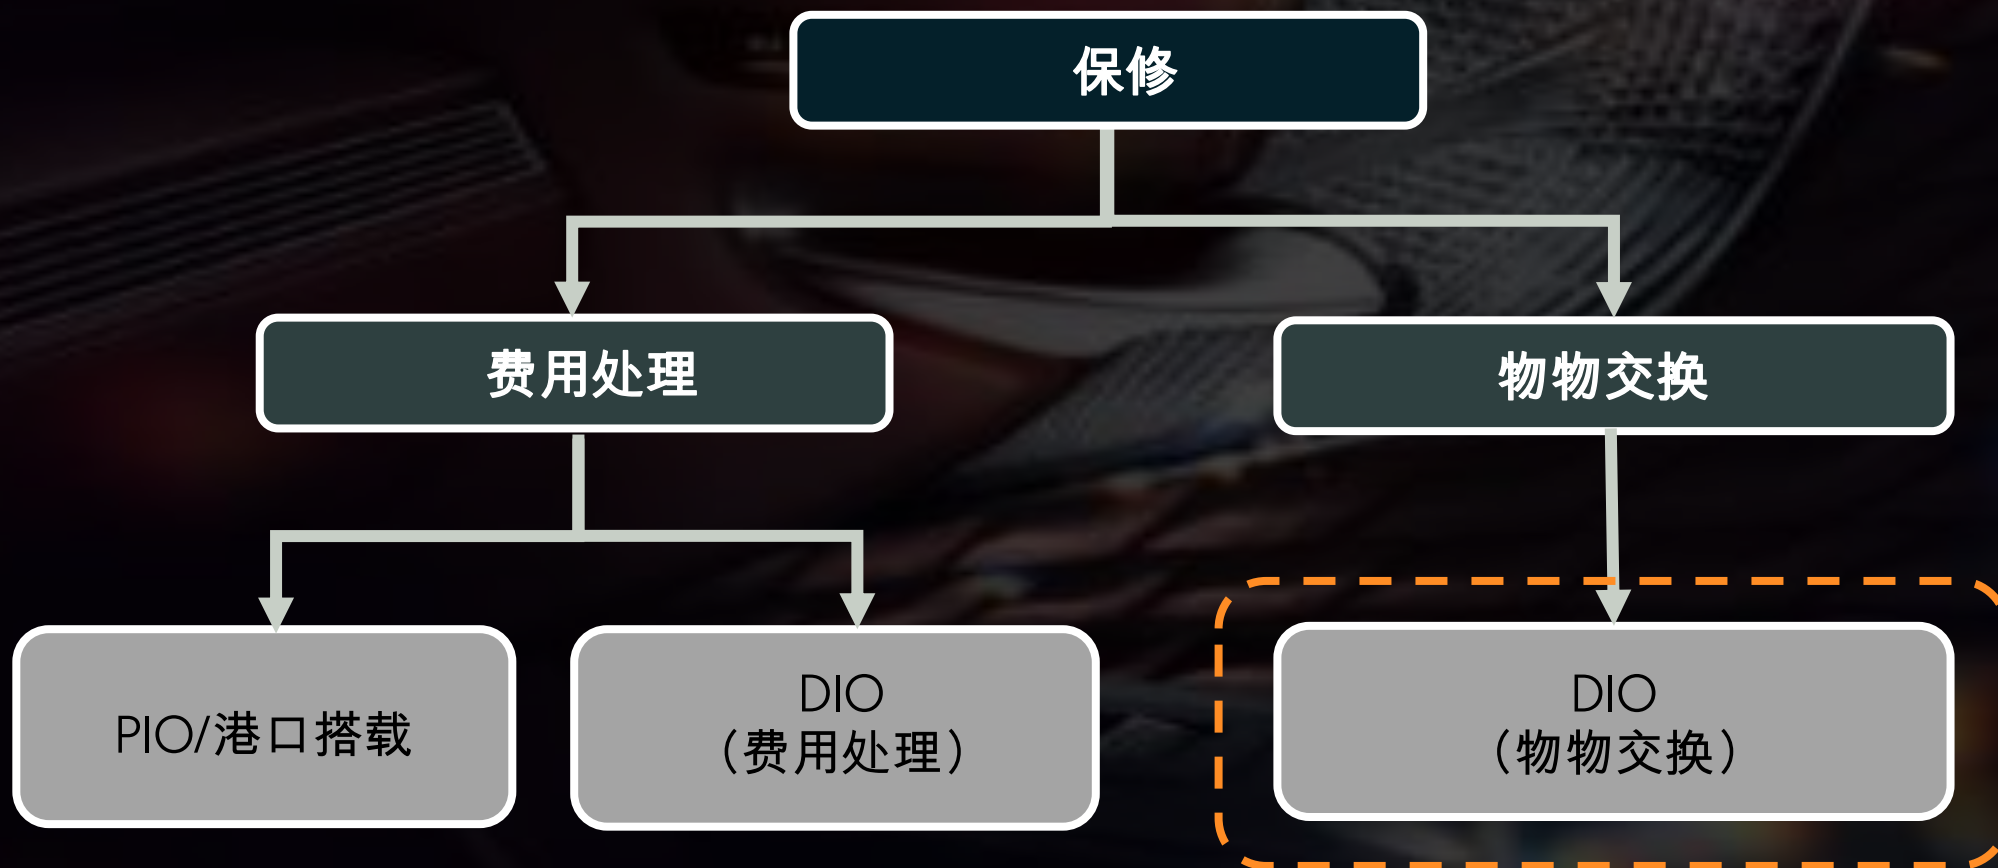 保修
费用处理
物物交换
PIO/港口搭载
DIO
（费用处理）
DIO
（物物交换）